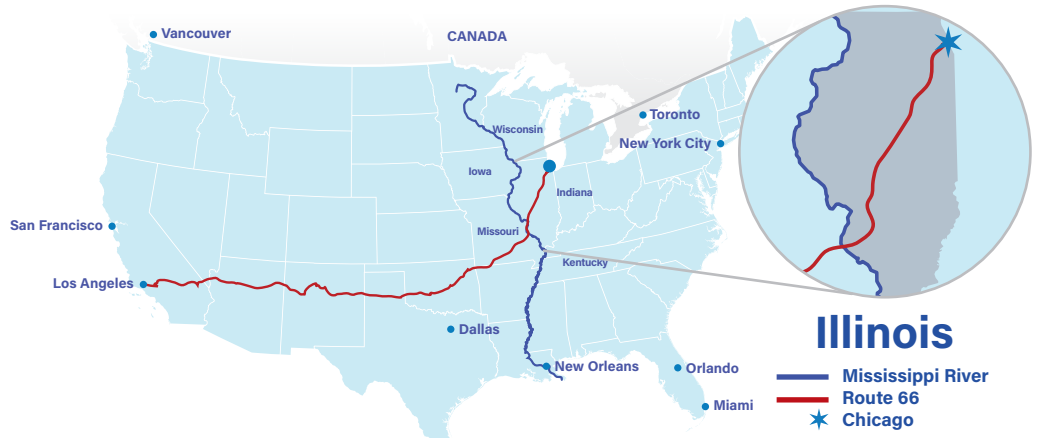 Vancouver
CANADA
Toronto
Wisconsin
New York City
Iowa
Indiana
San Francisco
Missouri
Kentucky
Los Angeles
Dallas
New Orleans
Orlando
Miami
Illinois
Mississippi River
Route 66
Chicago